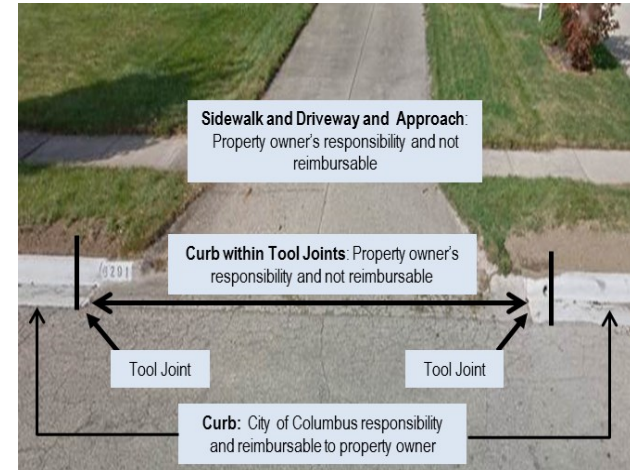 Sidewalk and Driveway and Approach:
Property owner's responsibility and not
reimbursable
Curb within Tool Joints: Property owner's
responsibility and not reimbursable
Tool Joint
Tool Joint
Curb: City of Columbus responsibility
and reimbursable to property owner